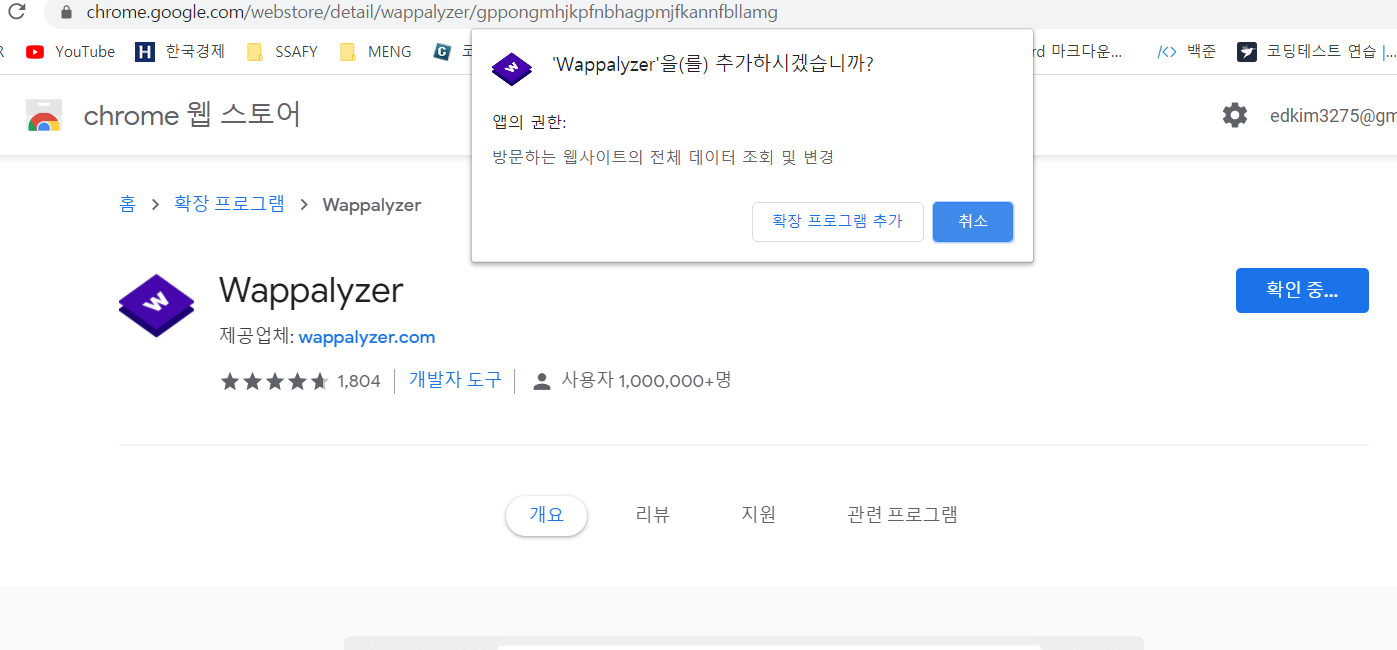 chrome.google.com/webstore/detail/wappalyzer/gppongmhjkpfnbhagpmjfkannfbllamg
YouTube H 한국경제 SSAFY MENG 마크다운... 백준 코딩테스트 연습 |...
chrome 웹 스토어
edkim3275@gm
'Wappalyzer'을(를) 추가하시겠습니까?
앱의 권한:
방문하는 웹사이트의 전체 데이터 조회 및 변경
확장 프로그램 추가 취소
홈 > 확장 프로그램 > Wappalyzer
Wappalyzer
확인 중...
제공업체: wappalyzer.com
1,804 개발자 도구 사용자 1,000,000+명
개요 리뷰 지원 관련 프로그램